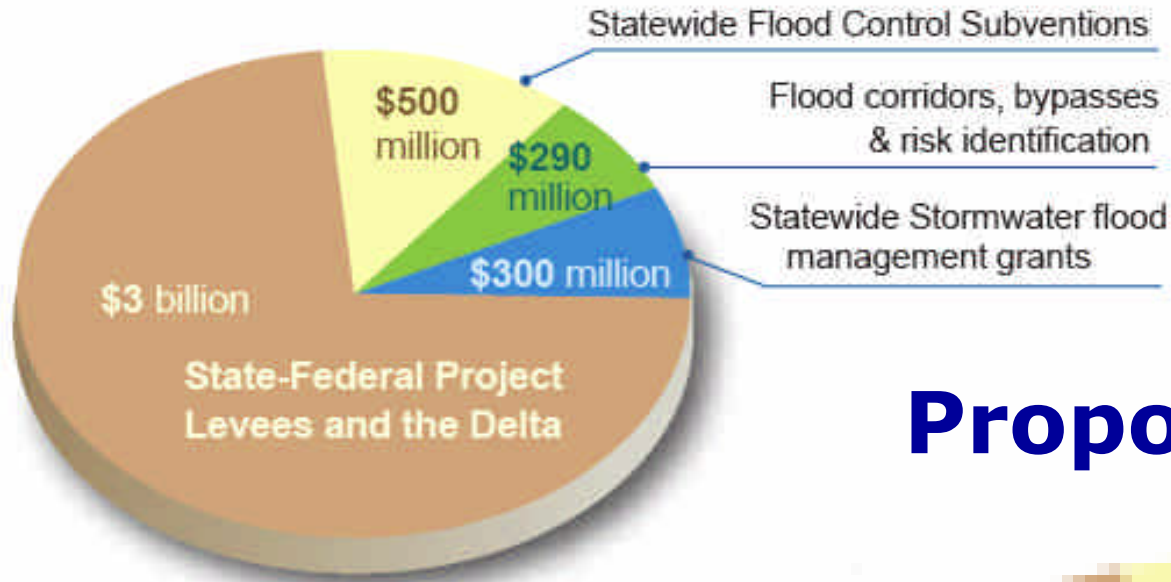 Statewide Flood Control Subventions
$500
million
Flood corridors, bypasses
& risk identification
$290
million
Statewide Stormwater flood
management grants
$300 million
$3 billion
State-Federal Project
Levees and the Delta